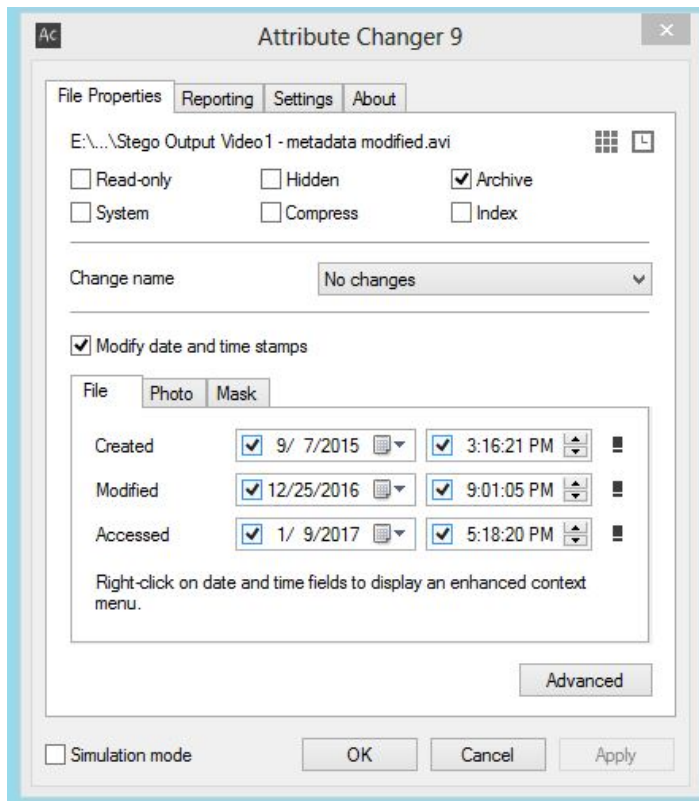 Ac Attribute Changer 9
File Properties Reporting Settings About
E:\...\Stego Output Video1 - metadata modified.avi
Read-only Hidden Archive
System Compress Index
Change name No changes
Modify date and time stamps
File Photo Mask
Created 9/ 7/2015 3:16:21 PM
Modified 12/25/2016 9:01:05 PM
Accessed 1/ 9/2017 5:18:20 PM
Right-click on date and time fields to display an enhanced context
menu.
Advanced
Simulation mode OK Cancel Apply